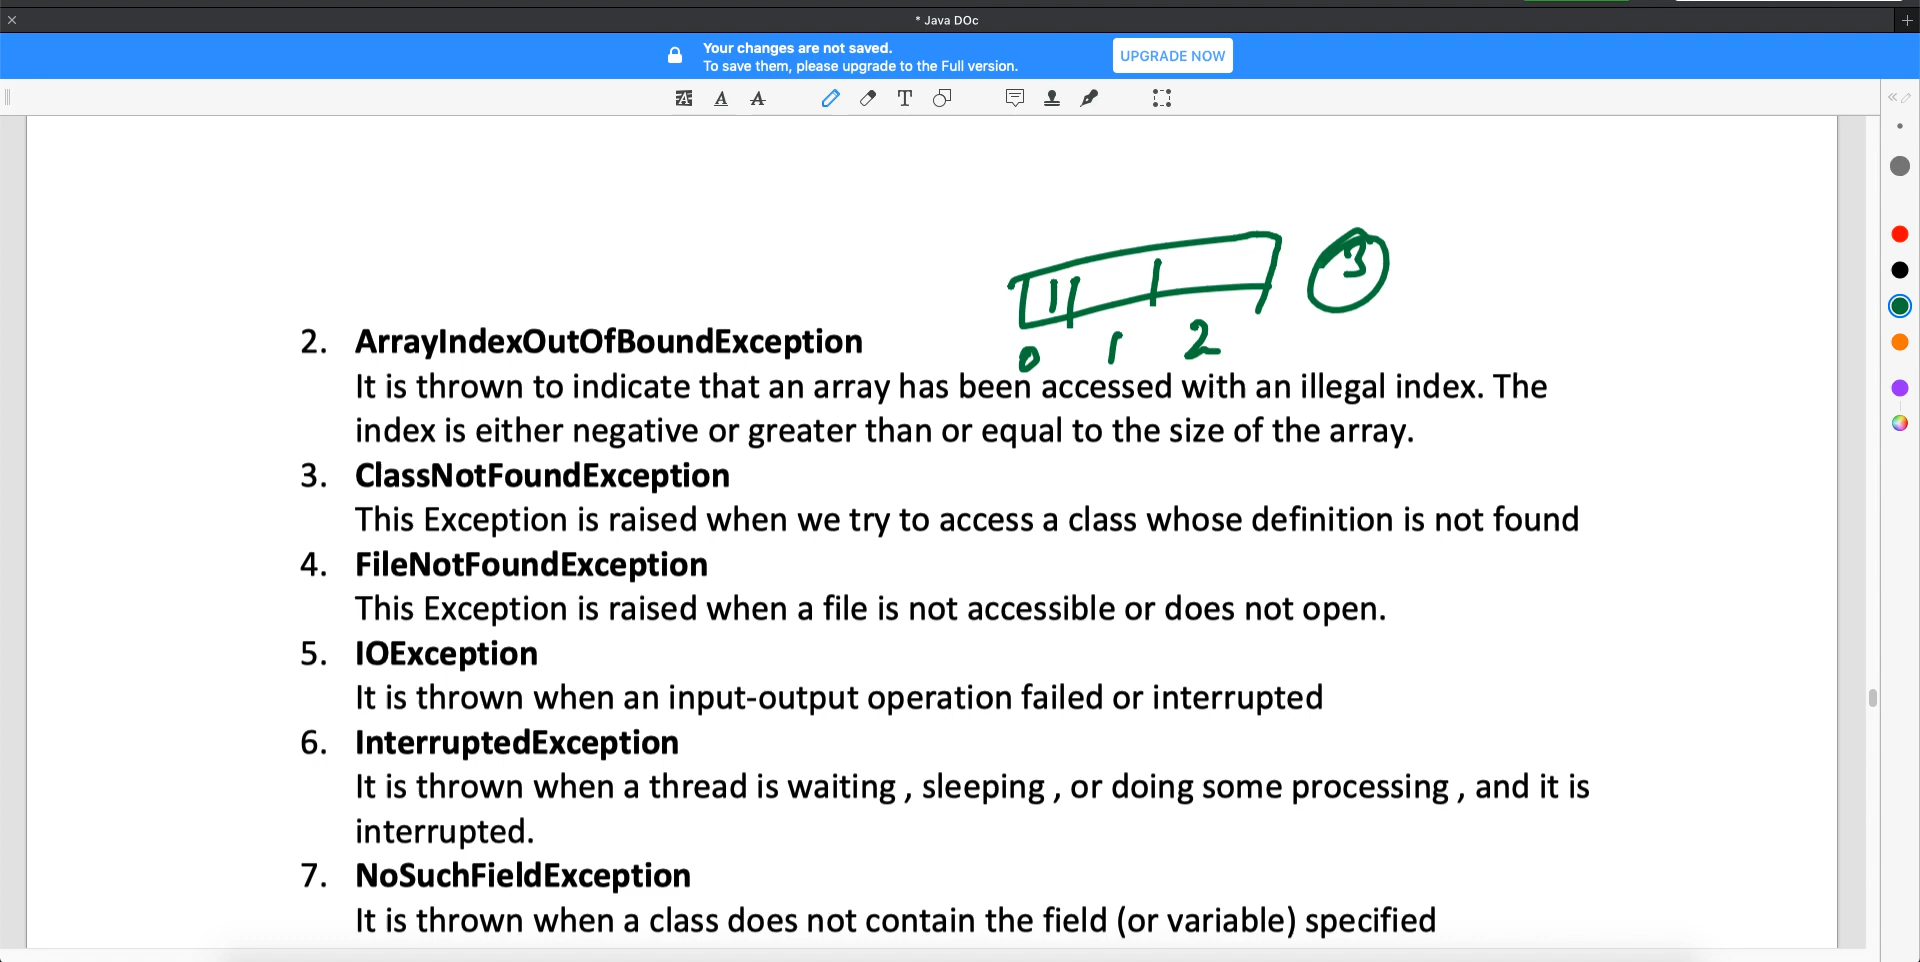 * Java DOc
Your changes are not saved.
To save them, please upgrade to the Full version.
UPGRADE NOW
3
0 1 2
2. ArrayIndexOutOfBoundException
It is thrown to indicate that an array has been accessed with an illegal index. The
index is either negative or greater than or equal to the size of the array.
3. ClassNotFoundException
This Exception is raised when we try to access a class whose definition is not found
4. FileNotFoundException
This Exception is raised when a file is not accessible or does not open.
5. IOException
It is thrown when an input-output operation failed or interrupted
6. InterruptedException
It is thrown when a thread is waiting , sleeping , or doing some processing , and it is
interrupted.
7. NoSuchFieldException
It is thrown when a class does not contain the field (or variable) specified